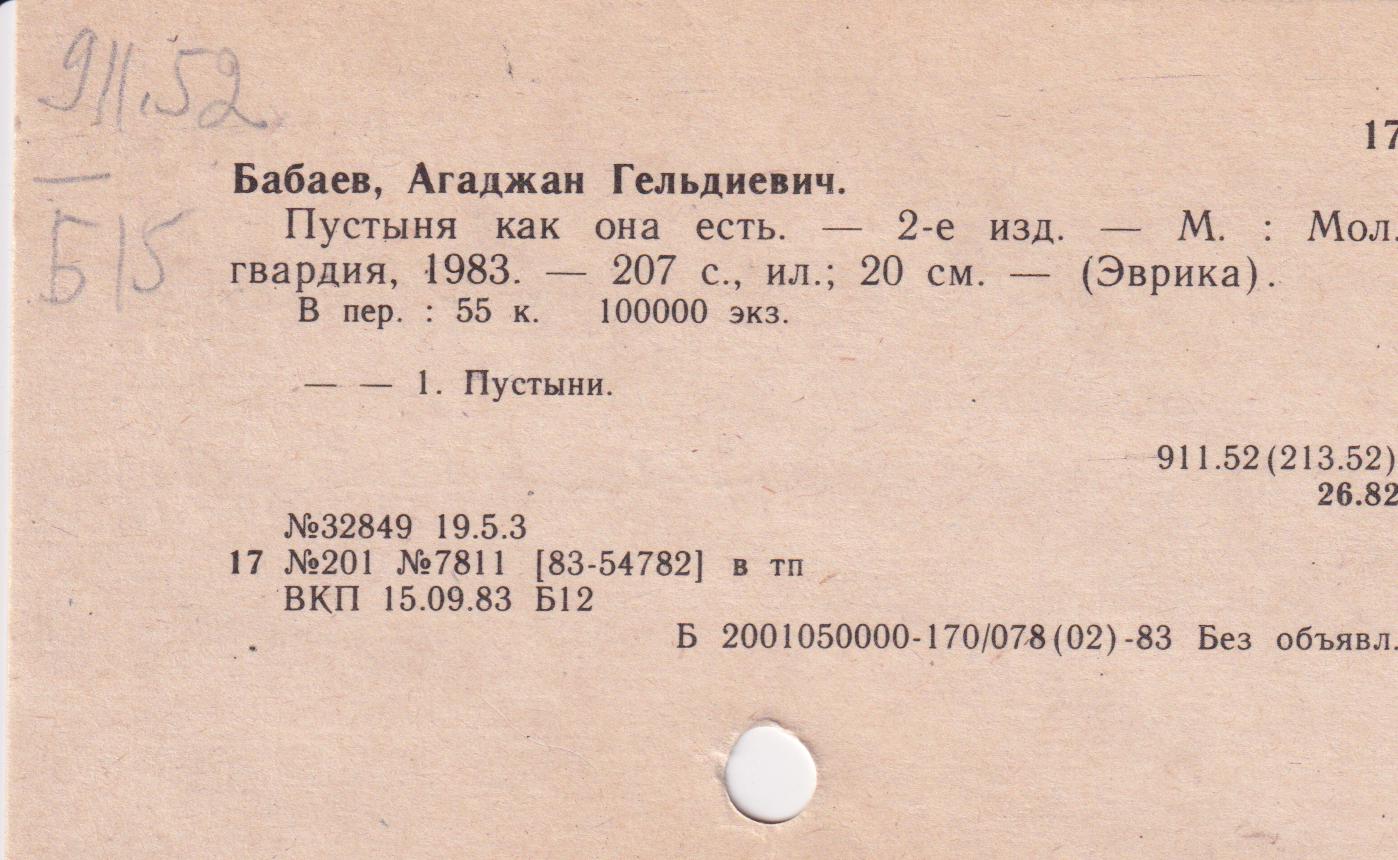 911.52
Б15
17
Бабаев, Агаджан Гельдиевич.
Пустыня как она есть. — 2-е изд. — М. : Мол.
гвардия, 1983. — 207 с., ил.; 20 см. — (Эврика).
В пер. : 55 к. 100000 экз.
— — 1. Пустыни.
911.52(213.52)
26.82
№32849 19.5.3
17 №201 №7811 [83-54782] в тп
ВКП 15.09.83 Б12
Б 2001050000-170/078(02)-83 Без объявл.